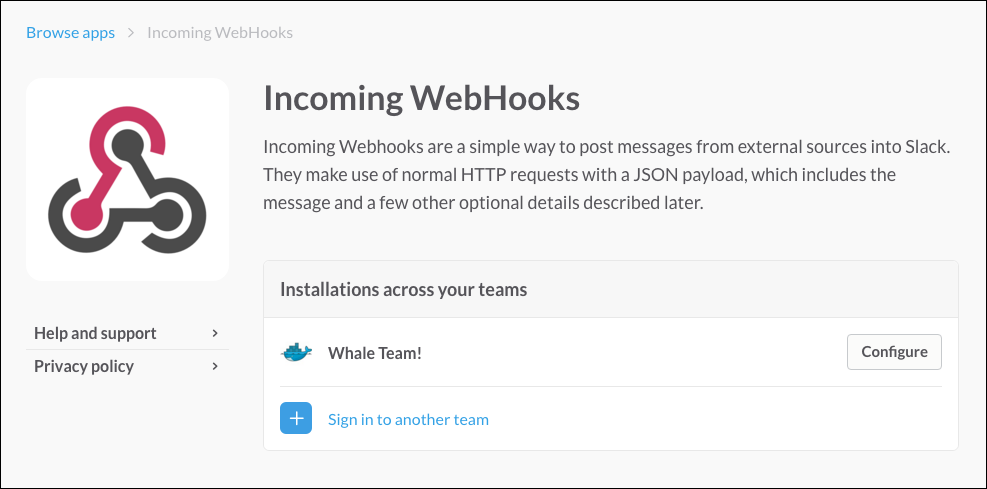 Browse apps > Incoming WebHooks
Incoming WebHooks
Incoming Webhooks are a simple way to post messages from external sources into Slack.
They make use of normal HTTP requests with a JSON payload, which includes the
message and a few other optional details described later.
Installations across your teams
Whale Team!
Configure
Sign in to another team
Help and support
Privacy policy